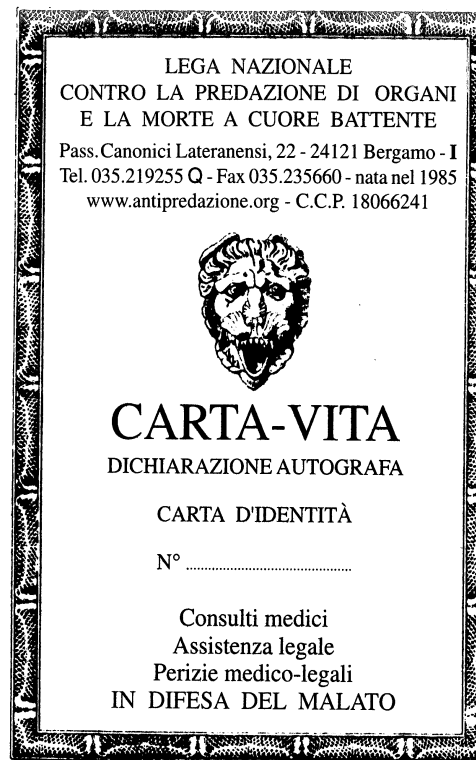 LEGA NAZIONALE
CONTRO LA PREDAZIONE DI ORGANI
E LA MORTE A CUORE BATTENTE
Pass. Canonici Lateranensi, 22 - 24121 Bergamo - I
Tel. 035.219255 Q - Fax 035.235660 - nata nel 1985
www.antipredazione.org - C.C.P. 18066241
CARTA-VITA
DICHIARAZIONE AUTOGRAFA
CARTA D'IDENTITÀ
N° ................................................
Consulti medici
Assistenza legale
Perizie medico-legali
IN DIFESA DEL MALATO